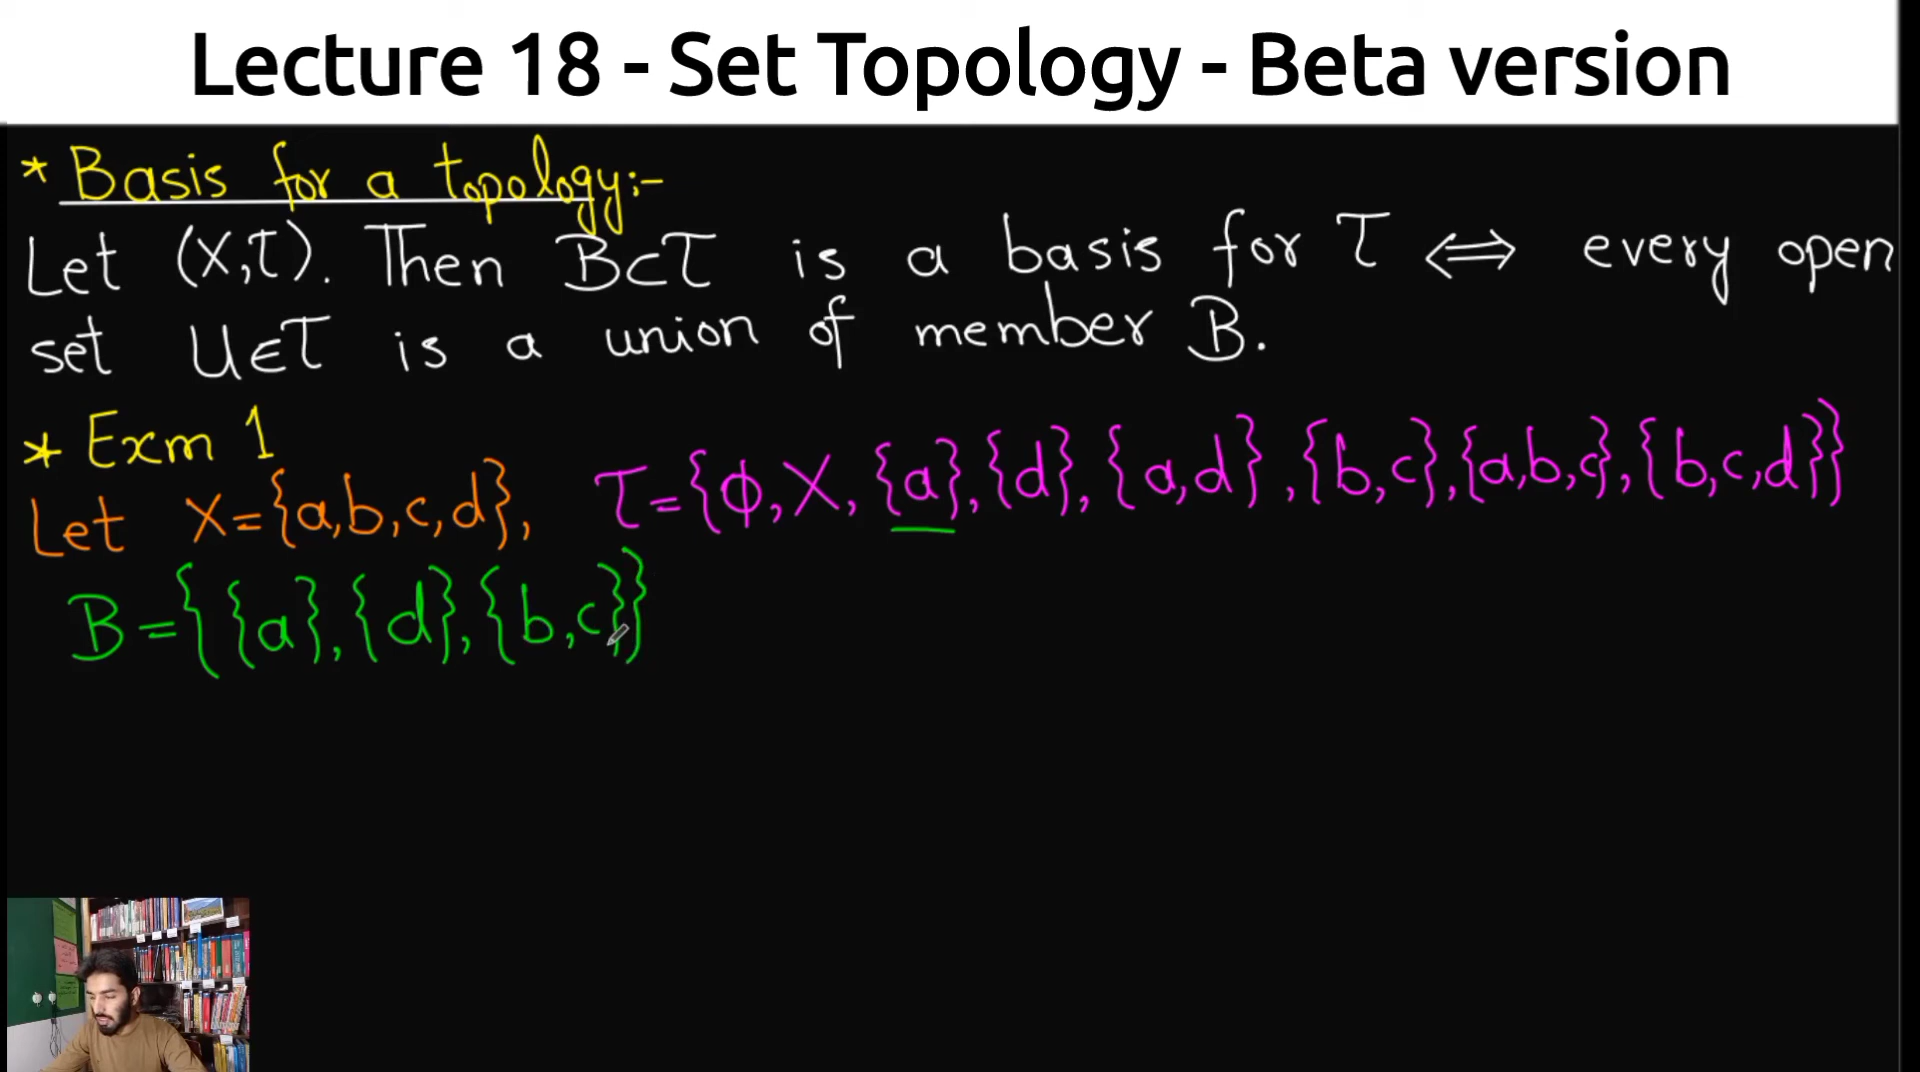 Lecture 18 - Set Topology - Beta version
* Basis for a topology:-
Let (X,τ). Then B⊂τ is a basis for τ ⟺ every open
set U∈τ is a union of member B.
* Exm 1
Let X={a,b,c,d}, τ={Φ,X,{a},{d},{a,d},{b,c},{a,b,c},{b,c,d}}
B={{a},{d},{b,c}}